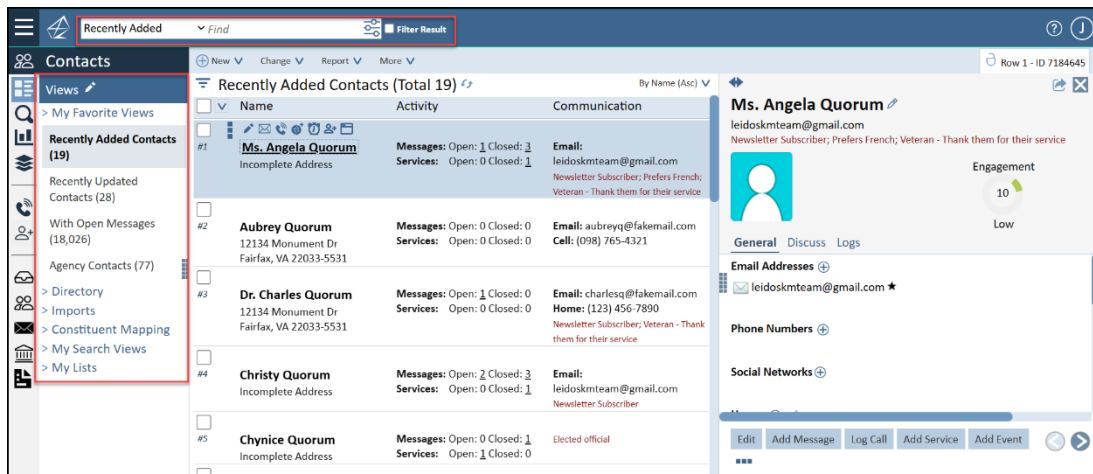 Recently Added
Find
Filter Result
?
J
Contacts
New
Change
Report
More
Row 1 - ID 7184645
Views
> My Favorite Views
Recently Added Contacts
(19)
Recently Updated
Contacts (28)
With Open Messages
(18,026)
Agency Contacts (77)
> Directory
> Imports
> Constituent Mapping
> My Search Views
> My Lists
Recently Added Contacts (Total 19)
By Name (Asc)
Name
Activity
Communication
#1
Ms. Angela Quorum
Incomplete Address
Messages: Open: 1 Closed: 3
Services: Open: 0 Closed: 1
Email:
leidoskmteam@gmail.com
Newsletter Subscriber; Prefers French;
Veteran - Thank them for their service
#2
Aubrey Quorum
12134 Monument Dr
Fairfax, VA 22033-5531
Messages: Open: 0 Closed: 0
Services: Open: 0 Closed: 0
Email: aubreyq@fakemail.com
Cell: (098) 765-4321
#3
Dr. Charles Quorum
12134 Monument Dr
Fairfax, VA 22033-5531
Messages: Open: 1 Closed: 0
Services: Open: 0 Closed: 0
Email: charlesq@fakemail.com
Home: (123) 456-7890
Newsletter Subscriber; Veteran - Thank
them for their service
#4
Christy Quorum
Incomplete Address
Messages: Open: 2 Closed: 3
Services: Open: 0 Closed: 1
Email:
leidoskmteam@gmail.com
Newsletter Subscriber
#5
Chynice Quorum
Incomplete Address
Messages: Open: 0 Closed: 1
Services: Open: 1 Closed: 0
Elected official
Ms. Angela Quorum
leidoskmteam@gmail.com
Newsletter Subscriber; Prefers French; Veteran - Thank them for their service
Engagement
10
Low
General Discuss Logs
Email Addresses
leidoskmteam@gmail.com
Phone Numbers
Social Networks
Edit
Add Message
Log Call
Add Service
Add Event